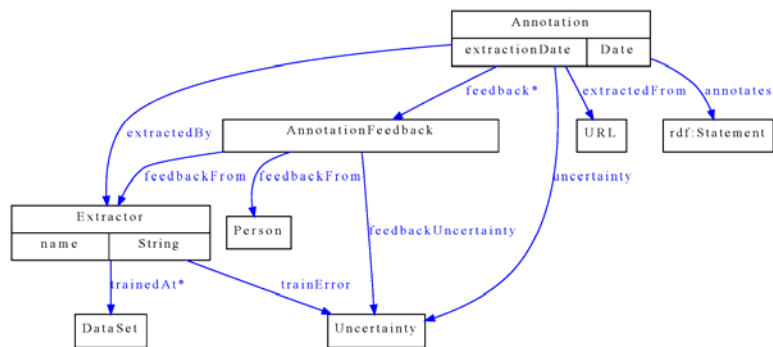 Annotation
extractionDate Date
feedback* extractedFrom annotates
extractedBy AnnotationFeedback URL rdf:Statement
feedbackFrom feedbackFrom uncertainty
Extractor
name String
Person feedbackUncertainty
trainedAt* trainError
DataSet Uncertainty